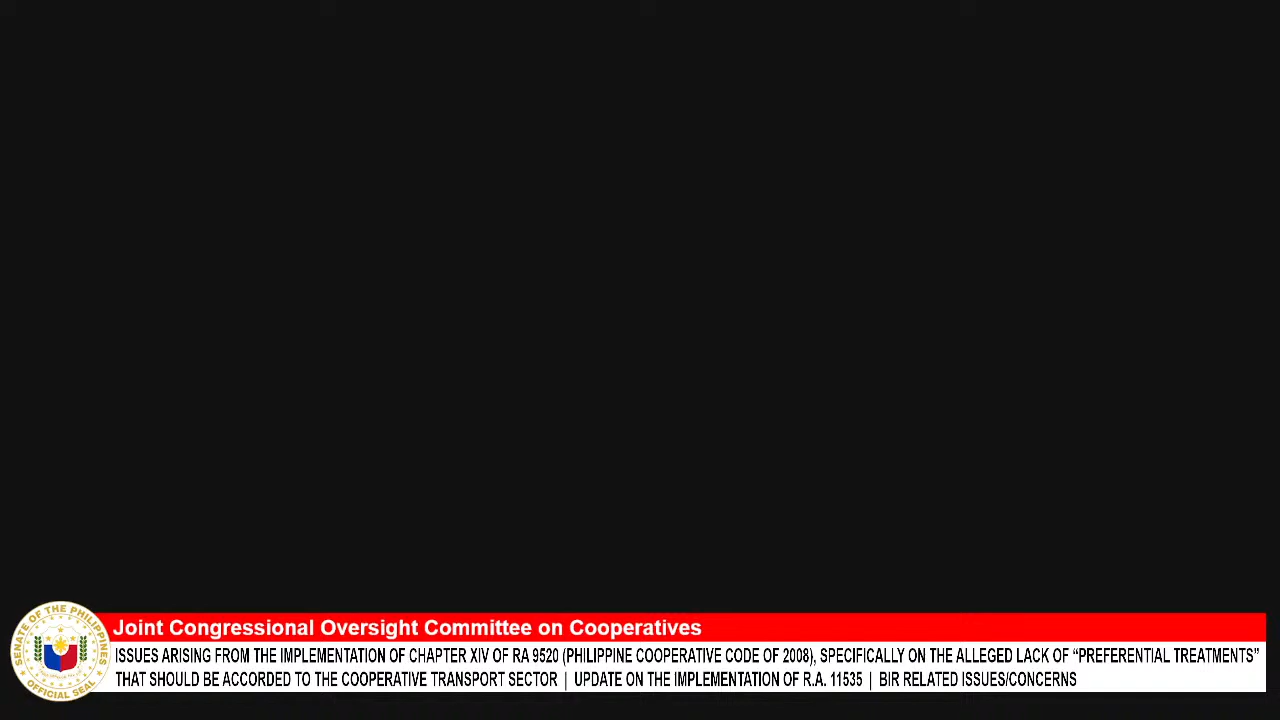 Joint Congressional Oversight Committee on Cooperatives
ISSUES ARISING FROM THE IMPLEMENTATION OF CHAPTER XIV OF RA 9520 (PHILIPPINE COOPERATIVE CODE OF 2008), SPECIFICALLY ON THE ALLEGED LACK OF “PREFERENTIAL TREATMENTS”
THAT SHOULD BE ACCORDED TO THE COOPERATIVE TRANSPORT SECTOR | UPDATE ON THE IMPLEMENTATION OF R.A. 11535 | BIR RELATED ISSUES/CONCERNS
SENATE OF THE PHILIPPINES
OFFICIAL SEAL